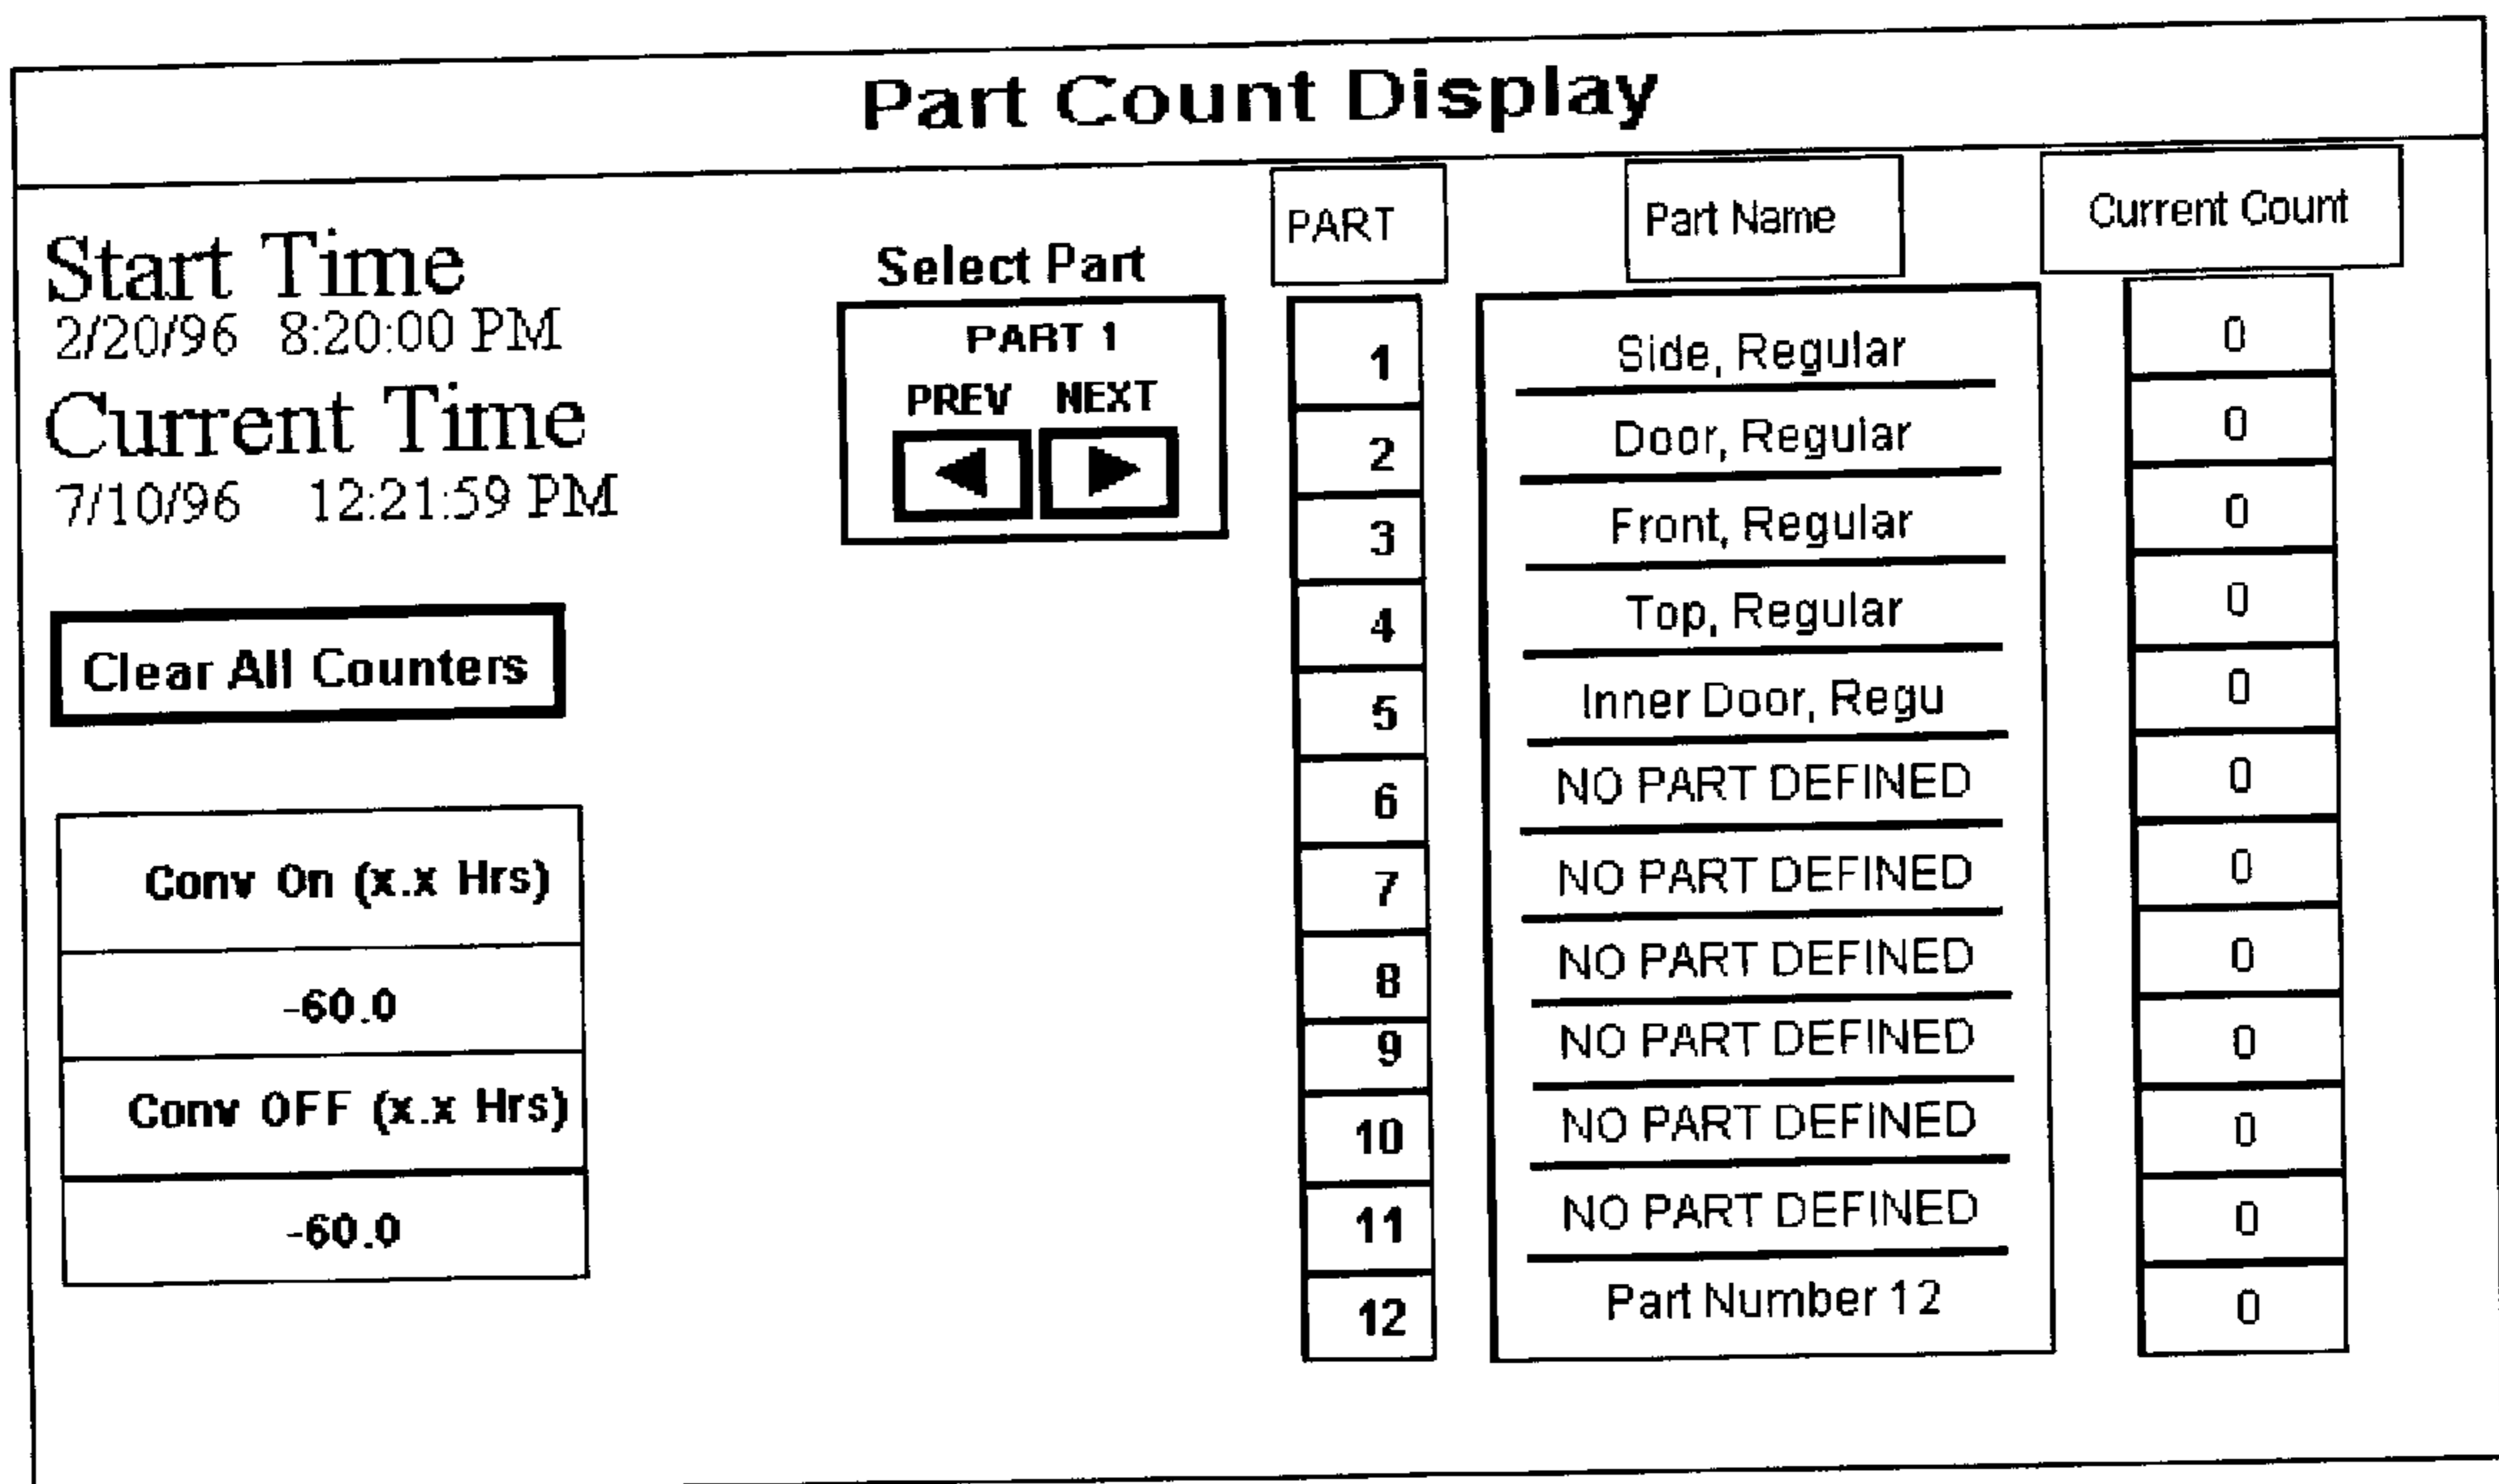 Part Count Display
Start Time
2/20/96 8:20:00 PM
Current Time
7/10/96 12:21:59 PM
Clear All Counters
Conv On (x.x Hrs)
-60.0
Conv OFF (x.x Hrs)
-60.0
Select Part
PART 1
PREV NEXT
PART Part Name Current Count
1 Side, Regular 0
2 Door, Regular 0
3 Front, Regular 0
4 Top, Regular 0
5 Inner Door, Regu 0
6 NO PART DEFINED 0
7 NO PART DEFINED 0
8 NO PART DEFINED 0
9 NO PART DEFINED 0
10 NO PART DEFINED 0
11 NO PART DEFINED 0
12 Part Number 12 0